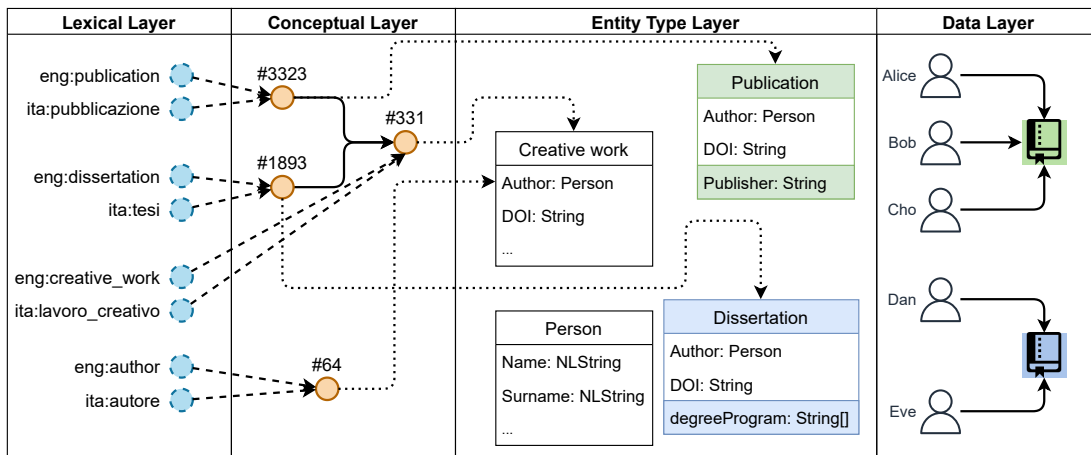 Lexical Layer
Conceptual Layer
Entity Type Layer
Data Layer
eng:publication
ita:pubblicazione
eng:dissertation
ita:tesi
eng:creative_work
ita:lavoro_creativo
eng:author
ita:autore
#3323
#331
#1893
#64
Creative work
Author: Person
DOI: String
...
Publication
Author: Person
DOI: String
Publisher: String
Person
Name: NLString
Surname: NLString
...
Dissertation
Author: Person
DOI: String
degreeProgram: String[]
Alice
Bob
Cho
Dan
Eve